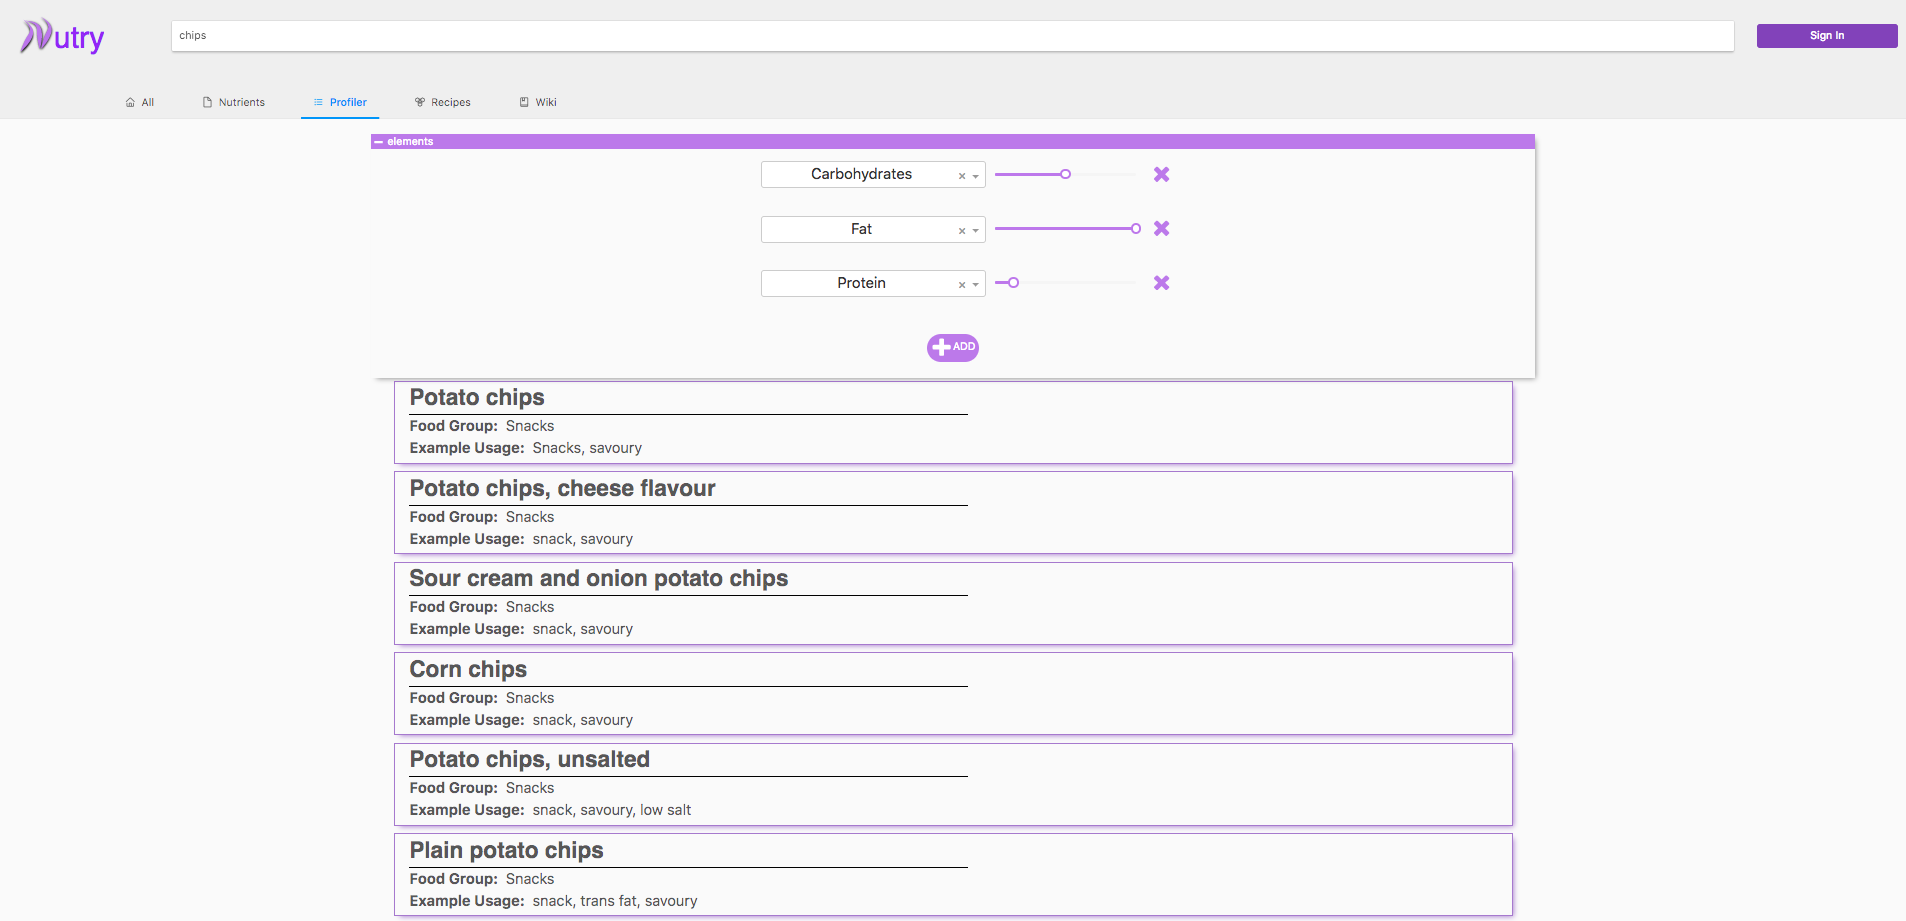 Nutry
chips
Sign In
All
Nutrients
Profiler
Recipes
Wiki
elements
Carbohydrates
Fat
Protein
ADD
Potato chips
Food Group: Snacks
Example Usage: Snacks, savoury
Potato chips, cheese flavour
Food Group: Snacks
Example Usage: snack, savoury
Sour cream and onion potato chips
Food Group: Snacks
Example Usage: snack, savoury
Corn chips
Food Group: Snacks
Example Usage: snack, savoury
Potato chips, unsalted
Food Group: Snacks
Example Usage: snack, savoury, low salt
Plain potato chips
Food Group: Snacks
Example Usage: snack, trans fat, savoury